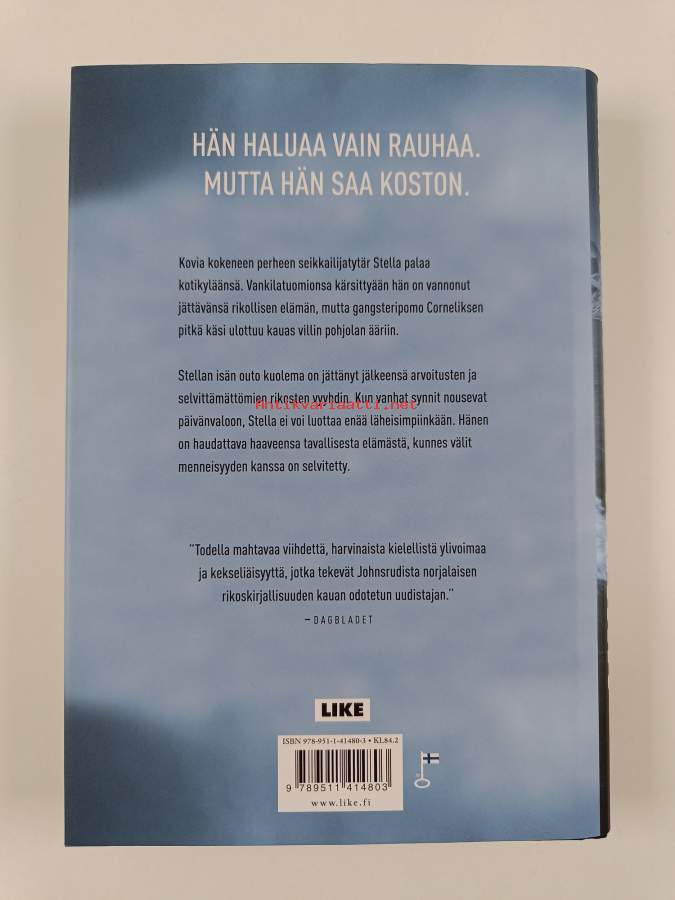 HÄN HALUAA VAIN RAUHAA.
MUTTA HÄN SAA KOSTON.
Kovia kokeneen perheen seikkailijatytär Stella palaa
kotikyläänsä. Vankilatuomionsa kärsittyään hän on vannonut
jättävänsä rikollisen elämän, mutta gangsteripomo Corneliksen
pitkä käsi ulottuu kauas villin pohjolan ääriin.
Stellan isän outo kuolema on jättänyt jälkeensä arvoitusten ja
selvittämättömien rikosten vyyhdin. Kun vanhat synnit nousevat
Antikvariaatti.net
päivänvaloon, Stella ei voi luottaa enää läheisimpiinkään. Hänen
on haudattava haaveensa tavallisesta elämästä, kunnes välit
menneisyyden kanssa on selvitetty.
"Todella mahtavaa viihdettä, harvinaista kielellistä ylivoimaa
ja kekseliäisyyttä, jotka tekevät Johnsrudista norjalaisen
rikoskirjallisuuden kauan odotetun uudistajan."
– DAGBLADET
LIKE
ISBN 978-951-1-41480-3 • KL84.2
9 789511 414803
www.like.fi